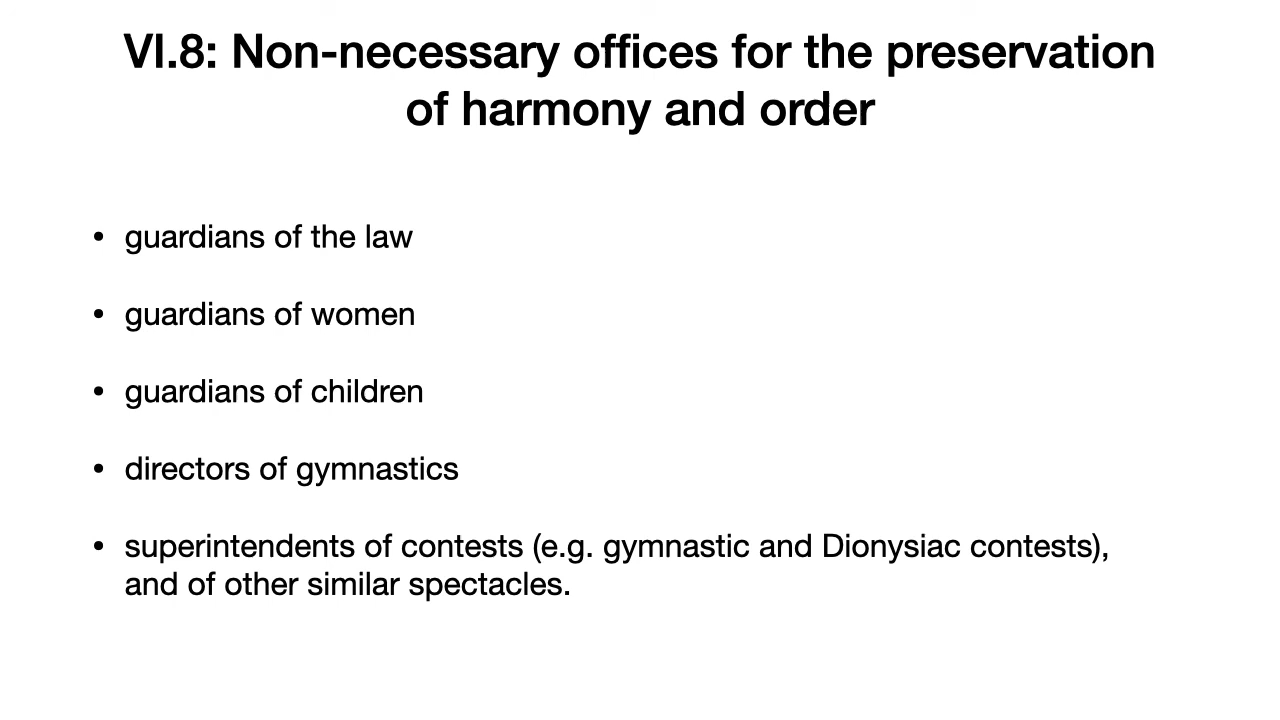 VI.8: Non-necessary offices for the preservation
of harmony and order
• guardians of the law
• guardians of women
• guardians of children
• directors of gymnastics
• superintendents of contests (e.g. gymnastic and Dionysiac contests),
and of other similar spectacles.